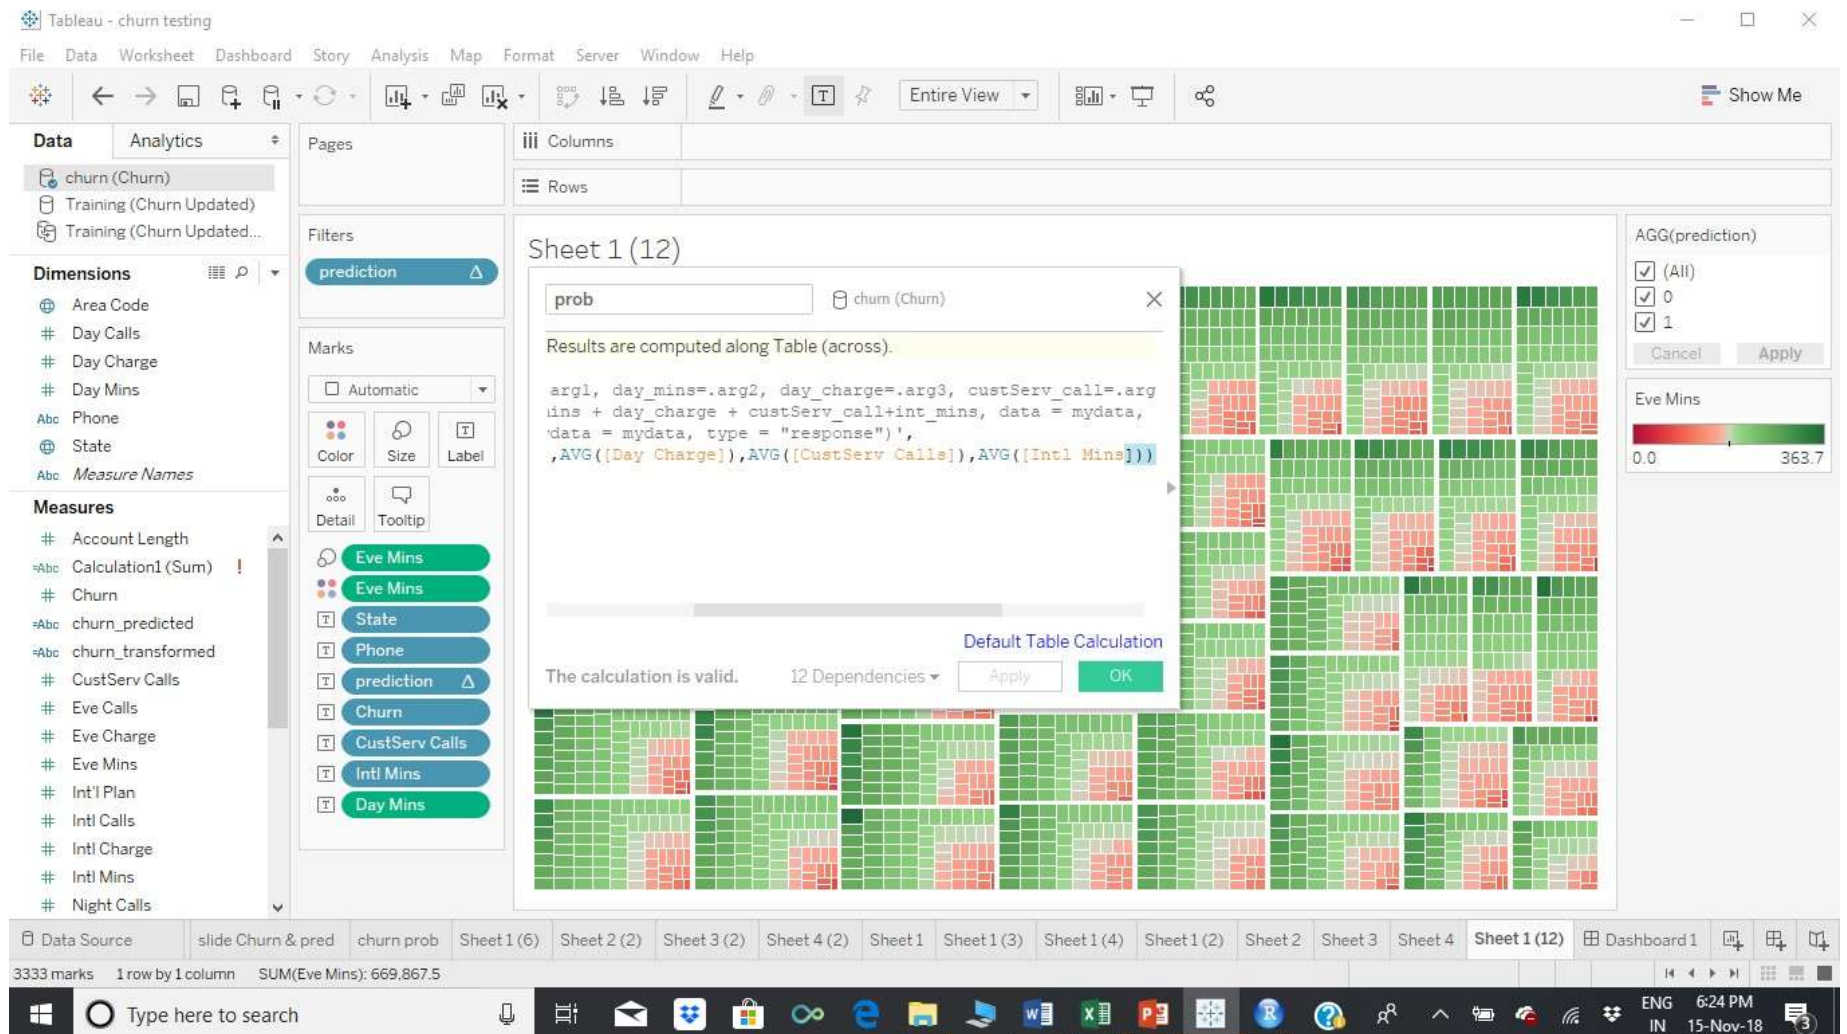 Tableau - churn testing
File Data Worksheet Dashboard Story Analysis Map Format Server Window Help
Entire View
Show Me
Data Analytics
churn (Churn)
Training (Churn Updated)
Training (Churn Updated...
Dimensions
Area Code
Day Calls
Day Charge
Day Mins
Abc Phone
State
Abc Measure Names
Measures
Account Length
=Abc Calculation1 (Sum) !
Churn
=Abc churn_predicted
=Abc churn_transformed
CustServ Calls
Eve Calls
Eve Charge
Eve Mins
Int'l Plan
Intl Calls
Intl Charge
Intl Mins
Night Calls
Pages
Filters
prediction Δ
Marks
Automatic
Color Size Label
Detail Tooltip
Eve Mins
Eve Mins
State
Phone
prediction Δ
Churn
CustServ Calls
Intl Mins
Day Mins
Columns
Rows
Sheet 1 (12)
prob churn (Churn)
Results are computed along Table (across).
arg1, day_mins=.arg2, day_charge=.arg3, custServ_call=.arg
ins + day_charge + custServ_call+int_mins, data = mydata,
data = mydata, type = "response")',
,AVG([Day Charge]),AVG([CustServ Calls]),AVG([Intl Mins]))
Default Table Calculation
The calculation is valid. 12 Dependencies Apply OK
AGG(prediction)
(All)
0
1
Cancel Apply
Eve Mins
0.0 363.7
Data Source slide Churn & pred churn prob Sheet 1 (6) Sheet 2 (2) Sheet 3 (2) Sheet 4 (2) Sheet 1 Sheet 1 (3) Sheet 1 (4) Sheet 1 (2) Sheet 2 Sheet 3 Sheet 4 Sheet 1 (12) Dashboard 1
3333 marks 1 row by 1 column SUM(Eve Mins): 669,867.5
Type here to search
ENG 6:24 PM
IN 15-Nov-18 3